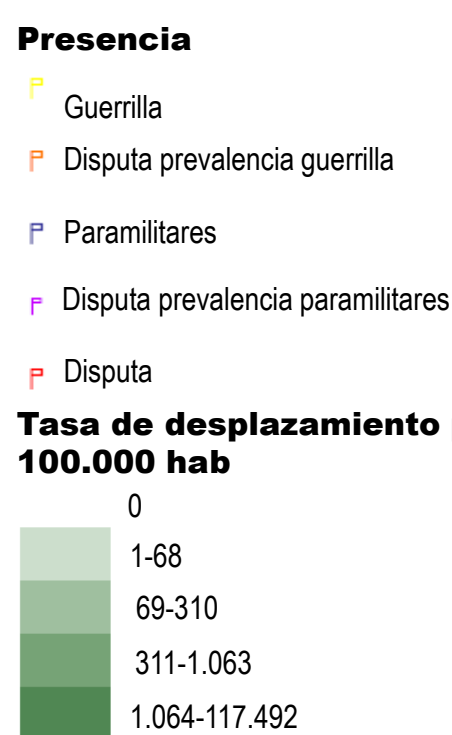 Presencia
Guerrilla
Disputa prevalencia guerrilla
Paramilitares
Disputa prevalencia paramilitares
Disputa
Tasa de desplazamiento
100.000 hab
0
1-68
69-310
311-1.063
1.064-117.492